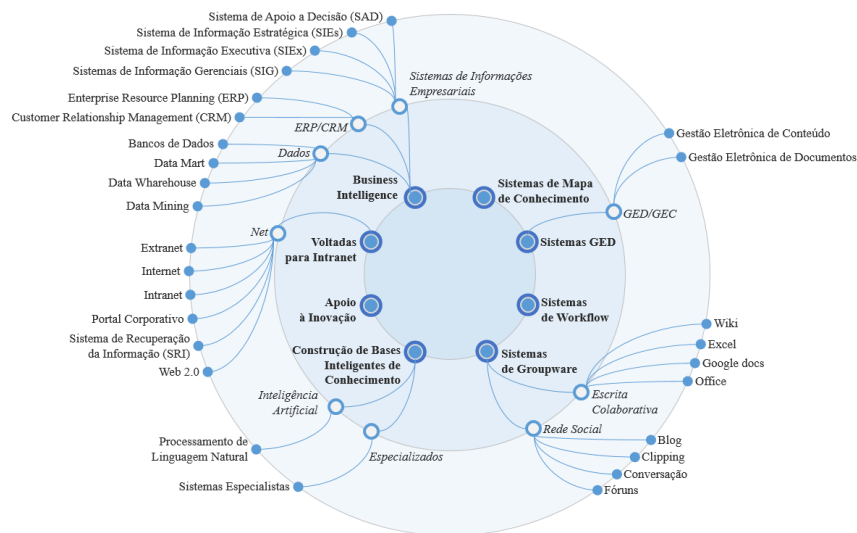 Sistema de Apoio a Decisão (SAD)
Sistema de Informação Estratégica (SIEs)
Sistema de Informação Executiva (SIEx)
Sistemas de Informação Gerenciais (SIG)
Sistemas de Informações
Empresariais
Enterprise Resource Planning (ERP)
Customer Relationship Management (CRM)
ERP/CRM
Bancos de Dados
Data Mart
Data Wharehouse
Data Mining
Dados
Business
Intelligence
Sistemas de Mapa
de Conhecimento
Gestão Eletrônica de Conteúdo
Gestão Eletrônica de Documentos
GED/GEC
Net
Voltadas
para Intranet
Sistemas GED
Extranet
Internet
Intranet
Portal Corporativo
Sistema de Recuperação
da Informação (SRI)
Web 2.0
Apoio
à Inovação
Sistemas
de Workflow
Construção de Bases
Inteligentes de
Conhecimento
Sistemas
de Groupware
Wiki
Excel
Google docs
Office
Escrita
Colaborativa
Inteligência
Artificial
Rede Social
Especializados
Blog
Clipping
Conversação
Fóruns
Processamento de
Linguagem Natural
Sistemas Especialistas